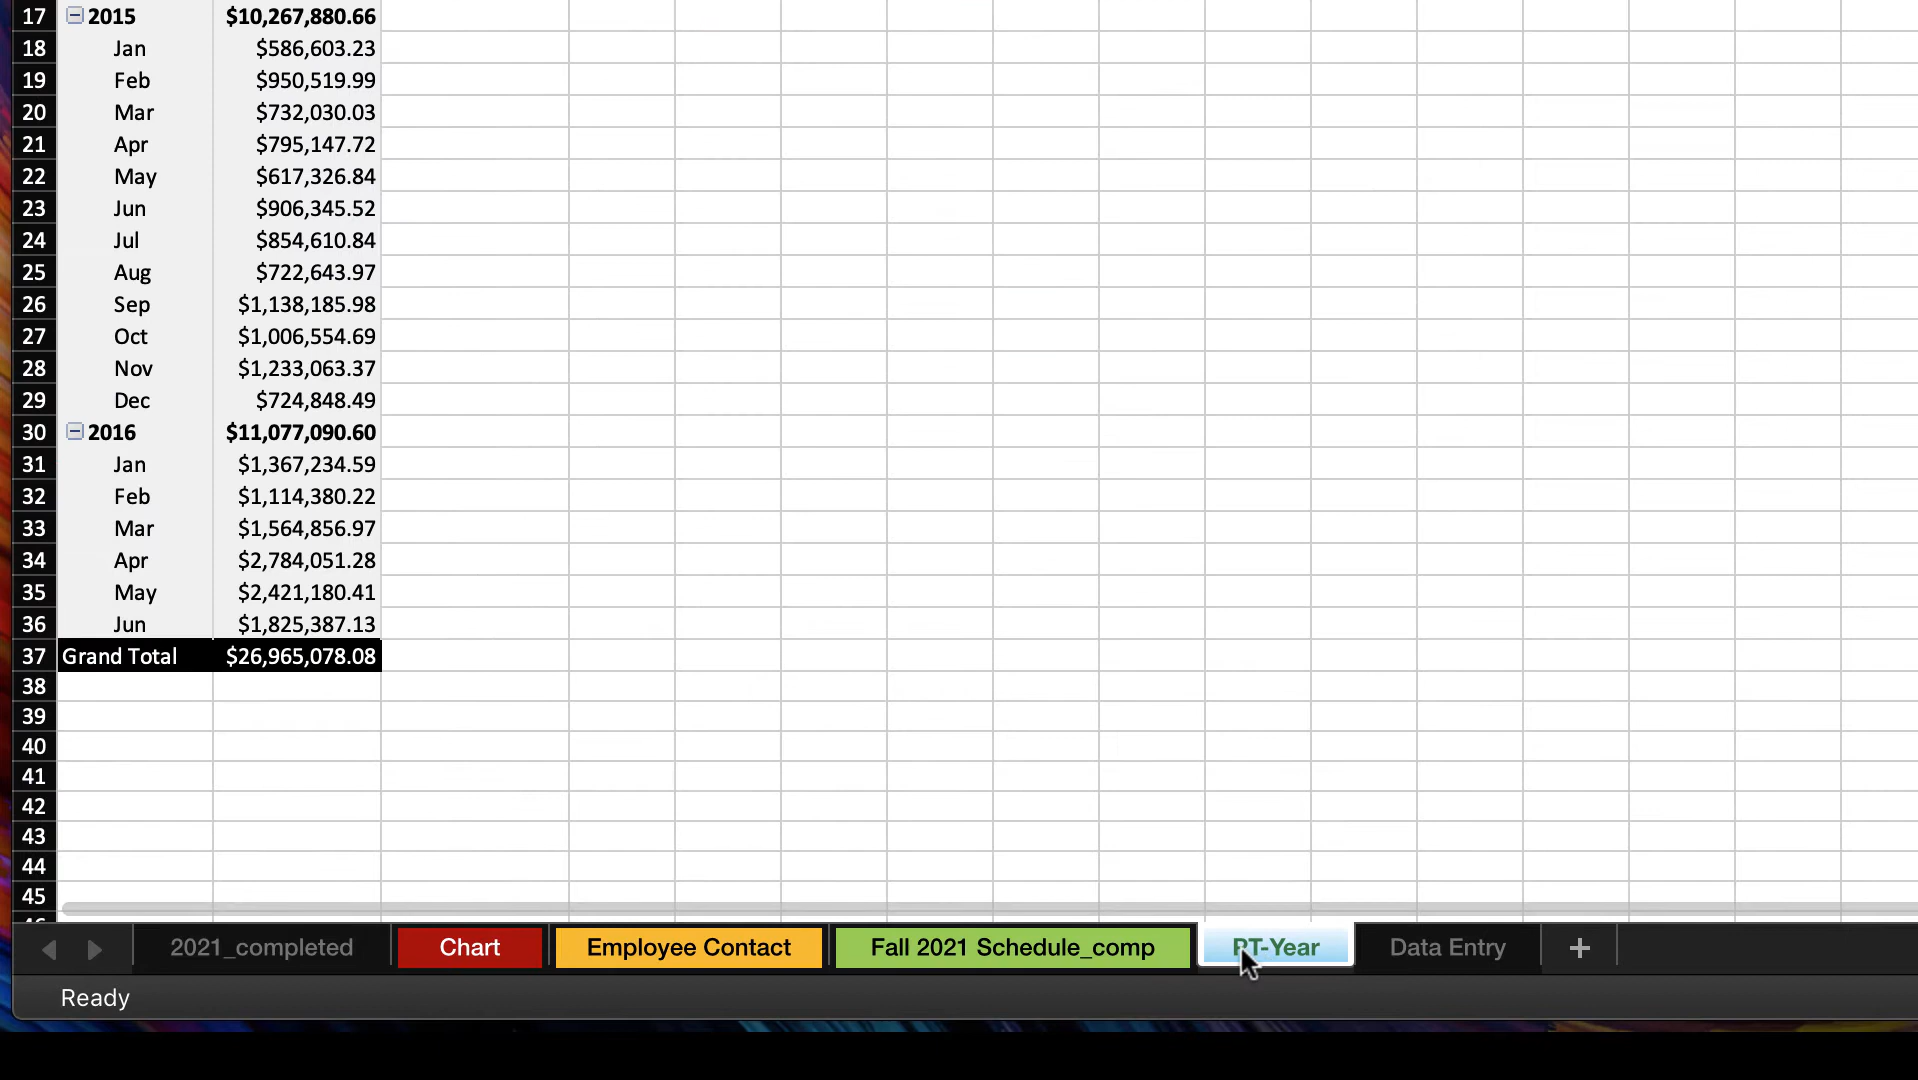 17 2015 $10,267,880.66
18 Jan $586,603.23
19 Feb $950,519.99
20 Mar $732,030.03
21 Apr $795,147.72
22 May $617,326.84
23 Jun $906,345.52
24 Jul $854,610.84
25 Aug $722,643.97
26 Sep $1,138,185.98
27 Oct $1,006,554.69
28 Nov $1,233,063.37
29 Dec $724,848.49
30 2016 $11,077,090.60
31 Jan $1,367,234.59
32 Feb $1,114,380.22
33 Mar $1,564,856.97
34 Apr $2,784,051.28
35 May $2,421,180.41
36 Jun $1,825,387.13
37 Grand Total $26,965,078.08
38
39
40
41
42
43
44
45
2021_completed Chart Employee Contact Fall 2021 Schedule_comp PT-Year Data Entry +
Ready